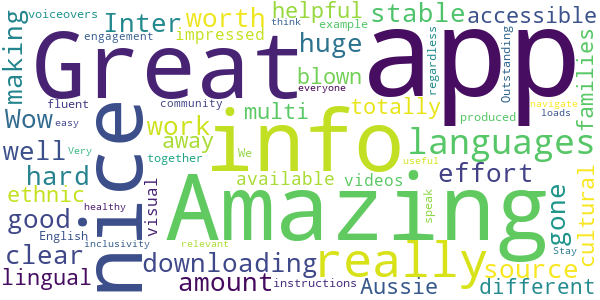 voiceovers
Inter
worth
helpful
stable
example
accessible
engagement
impressed
think
making
Great
huge
app
regardless
Outstanding
families
blown
everyone
fluent
community
navigate
loads
Wow
nice
work
multi
totally
produced
easy
info
languages
well
Very
together
away
We
useful
hard
available
videos
effort
ethnic
visual
Amazing
speak
gone
cultural
good
English
healthy
clear
inclusivity
relevant
really
Stay
downloading
source
lingual
amount
instructions
Aussie
different